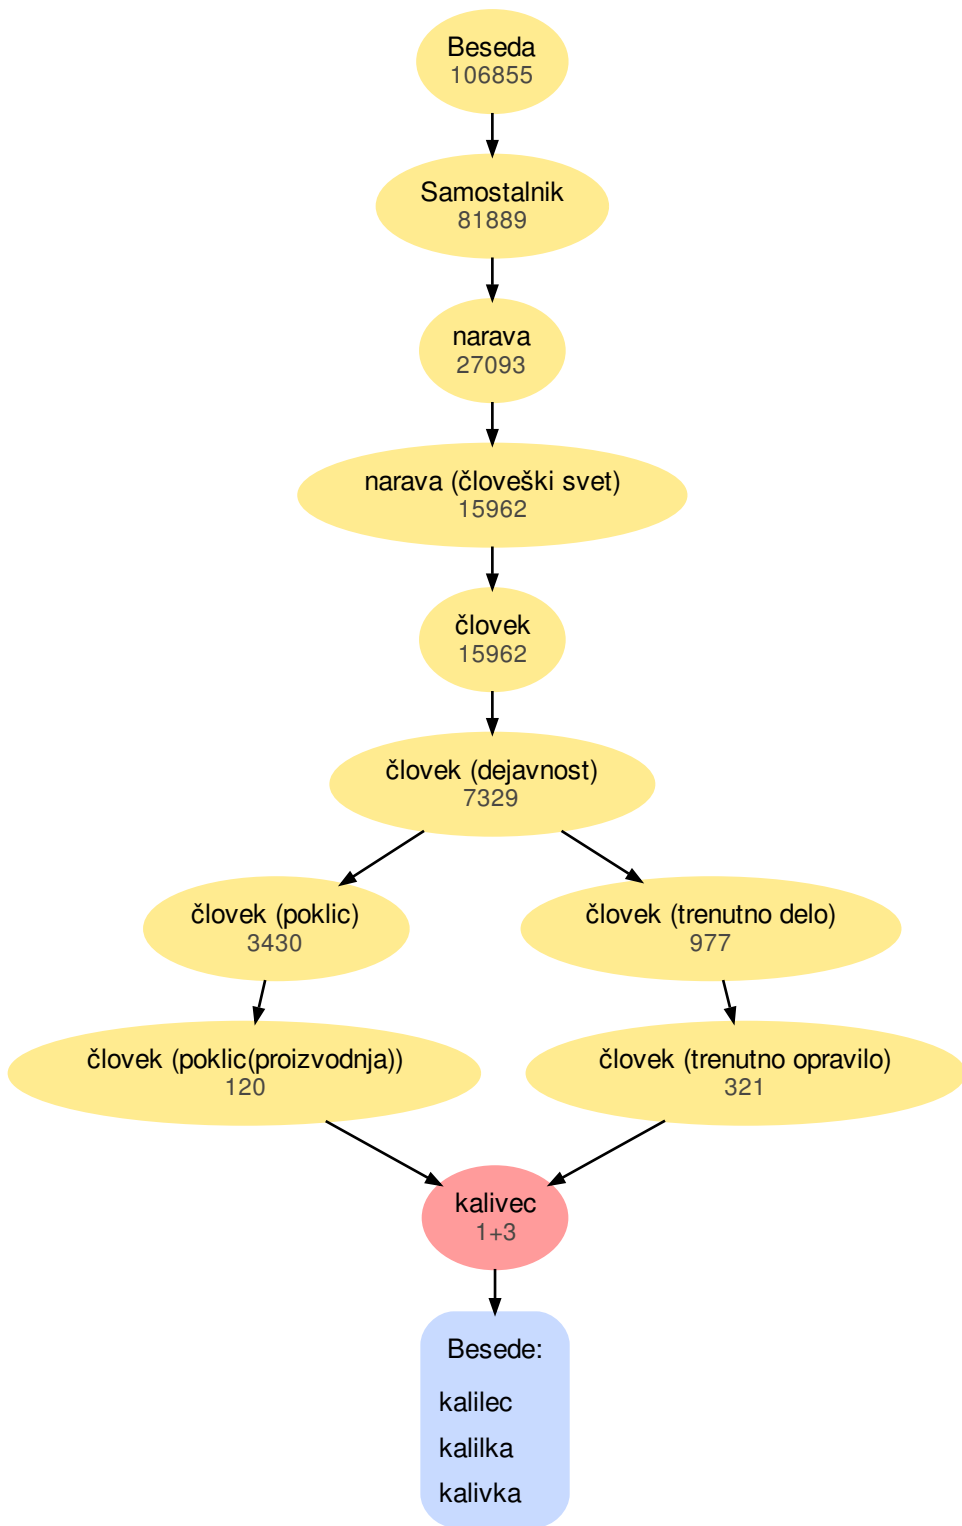 Beseda
106855
Samostalnik
81889
narava
27093
narava (človeški svet)
15962
človek
15962
človek (dejavnost)
7329
človek (poklic)
3430
človek (trenutno delo)
977
človek (poklic(proizvodnja))
120
človek (trenutno opravilo)
321
kalivec
1+3
Besede:
kalilec
kalilka
kalivka